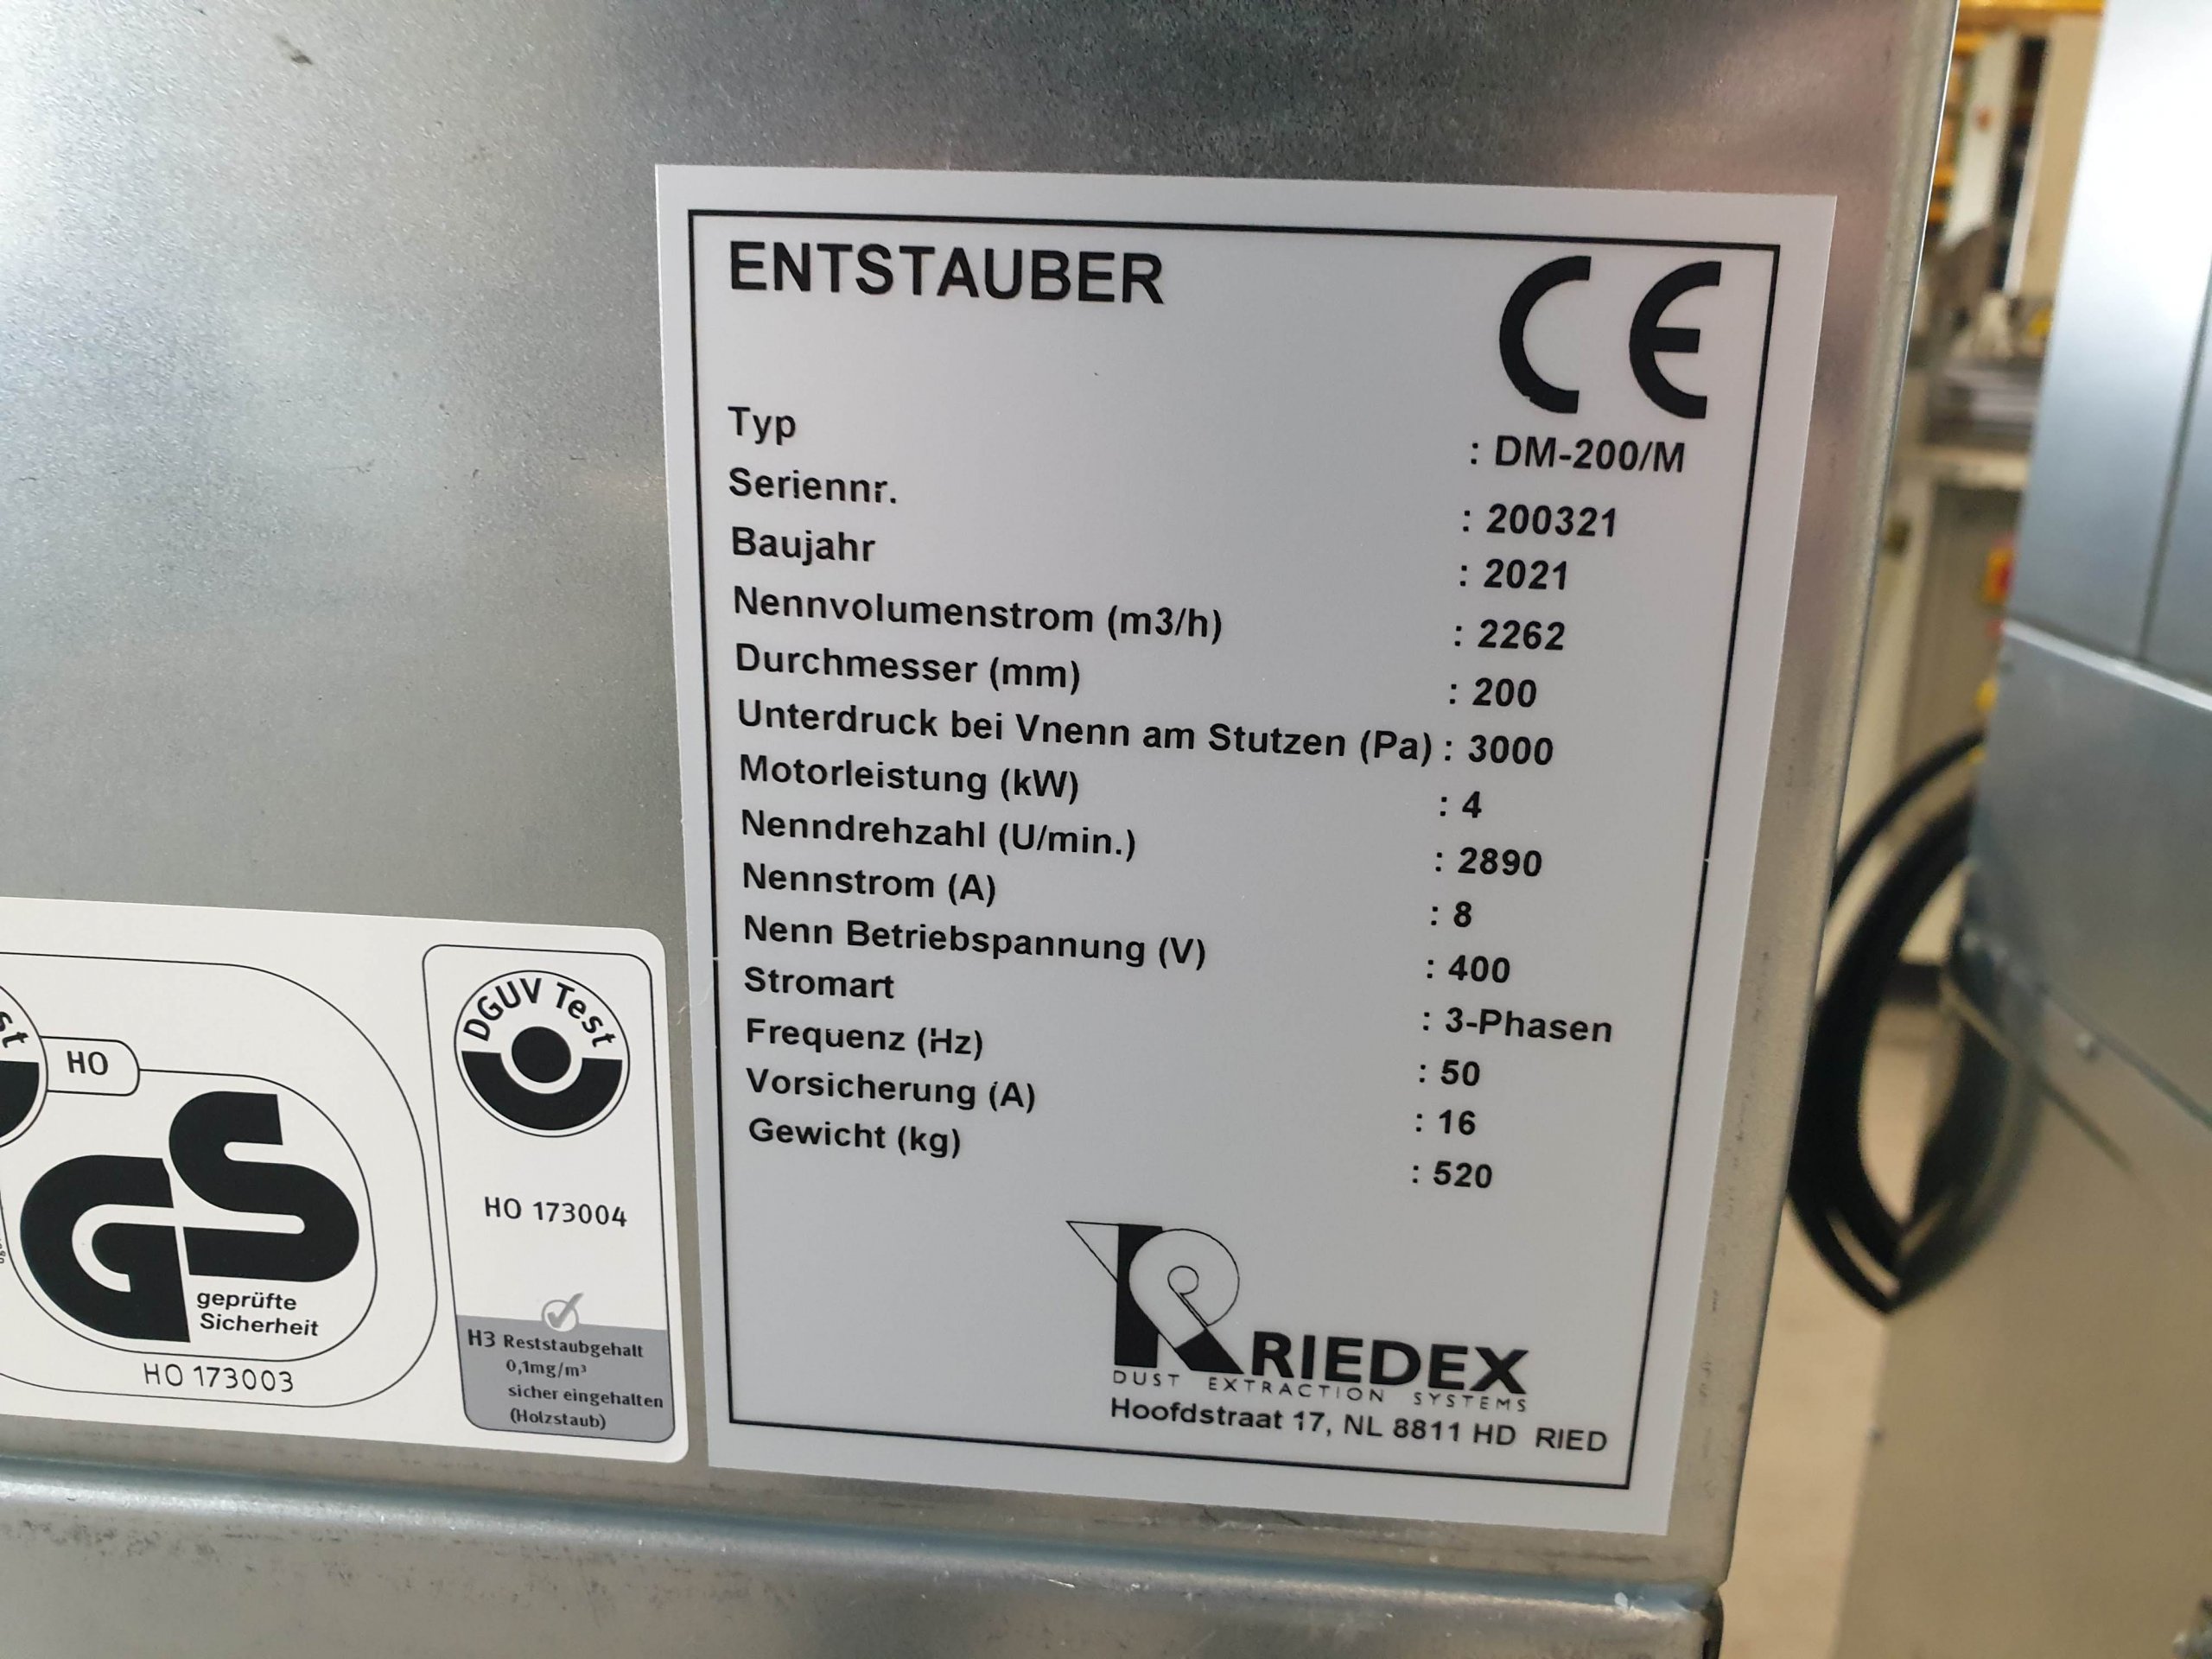 ENTSTAUBER
CE
Typ : DM-200/M
Seriennr. : 200321
Baujahr : 2021
Nennvolumenstrom (m3/h) : 2262
Durchmesser (mm) : 200
Unterdruck bei Vnenn am Stutzen (Pa) : 3000
Motorleistung (kW) : 4
Nenndrehzahl (U/min.) : 2890
Nennstrom (A) : 8
Nenn Betriebspannung (V) : 400
Stromart : 3-Phasen
Frequenz (Hz) : 50
Vorsicherung (A) : 16
Gewicht (kg) : 520
RIEDEX
DUST EXTRACTION SYSTEMS
Hoofdstraat 17, NL 8811 HD RIED
HO
GS
geprüfte
Sicherheit
HO 173003
DGUV Test
HO 173004
H3 Reststaubgehalt
0,1mg/m³
sicher eingehalten
(Holzstaub)